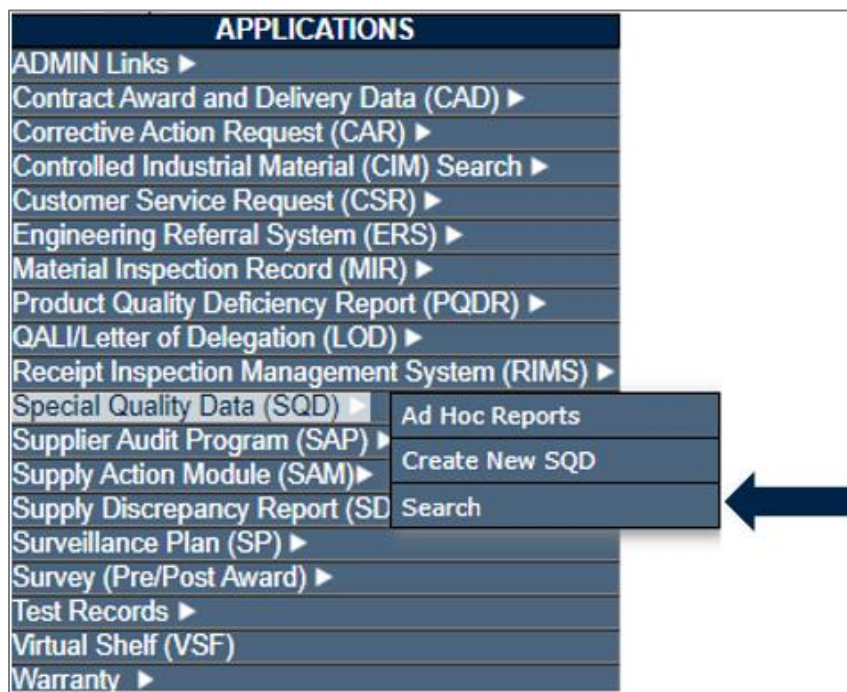 APPLICATIONS
ADMIN Links ►
Contract Award and Delivery Data (CAD) ►
Corrective Action Request (CAR) ►
Controlled Industrial Material (CIM) Search ►
Customer Service Request (CSR) ►
Engineering Referral System (ERS) ►
Material Inspection Record (MIR) ►
Product Quality Deficiency Report (PQDR) ►
QALI/Letter of Delegation (LOD) ►
Receipt Inspection Management System (RIMS) ►
Special Quality Data (SQD) ►
Ad Hoc Reports
Create New SQD
Search
Supplier Audit Program (SAP) ►
Supply Action Module (SAM)►
Supply Discrepancy Report (SD
Surveillance Plan (SP) ►
Survey (Pre/Post Award) ►
Test Records ►
Virtual Shelf (VSF)
Warranty ►